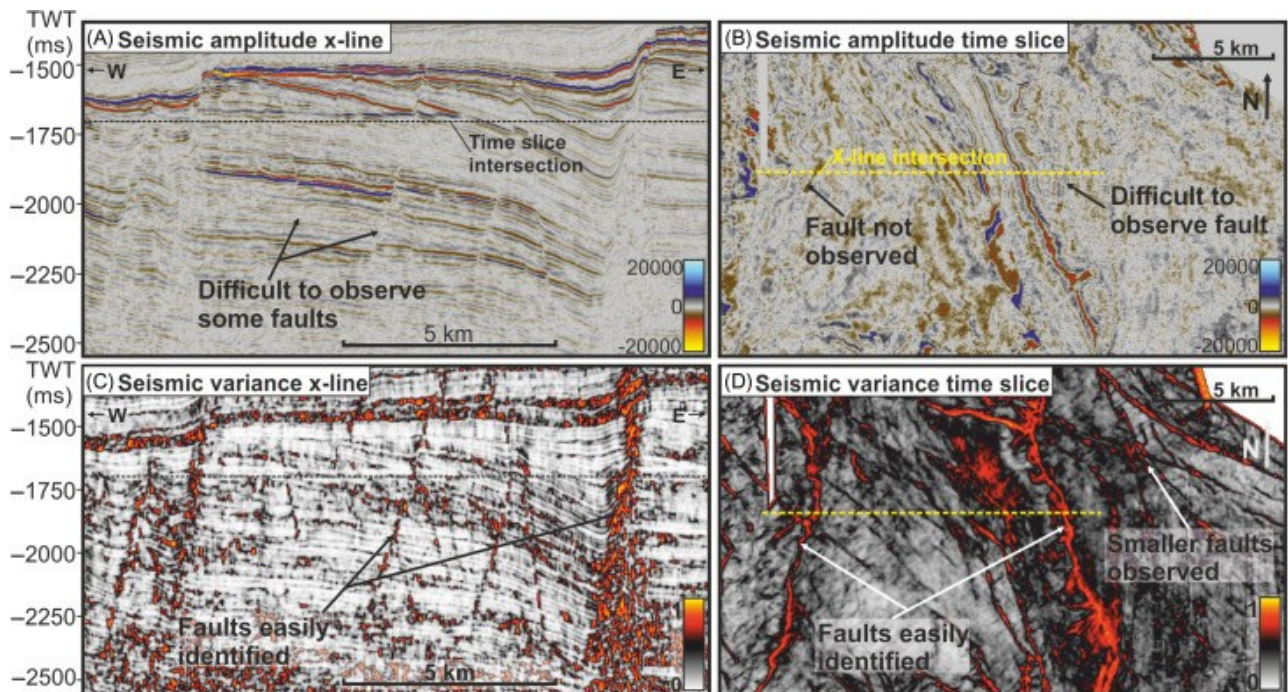 TWT
(ms)
(A) Seismic amplitude x-line
W
E
Time slice
intersection
Difficult to observe
some faults
5 km
20000
0
-20000
–1500
–1750
–2000
–2250
–2500
(B) Seismic amplitude time slice
5 km
N
X-line intersection
Fault not
observed
Difficult to
observe fault
20000
0
-20000
TWT
(ms)
(C) Seismic variance x-line
W
E
Faults easily
identified
5 km
1
0
–1500
–1750
–2000
–2250
–2500
(D) Seismic variance time slice
5 km
N
Smaller faults
observed
Faults easily
identified
1
0